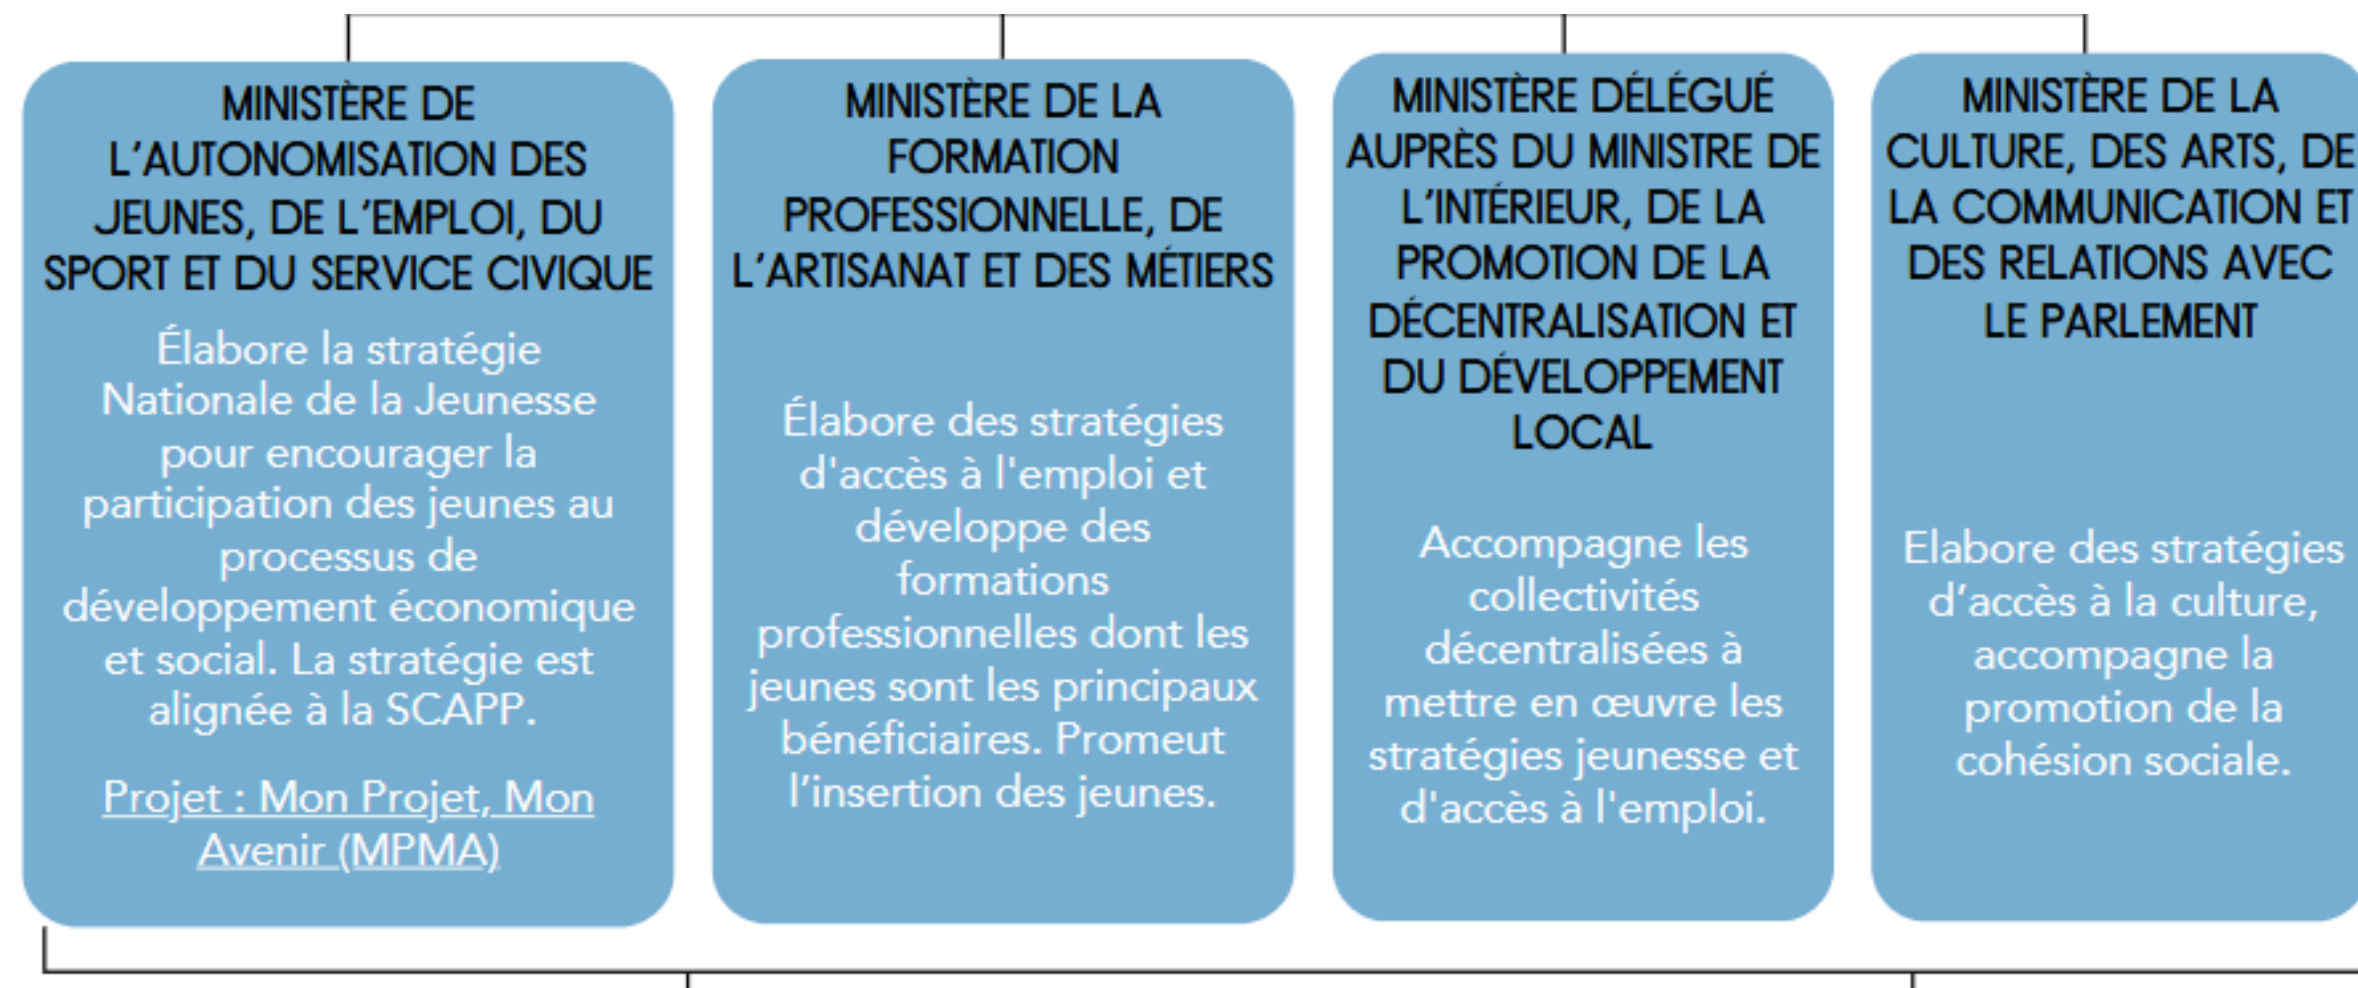 MINISTÈRE DE
L'AUTONOMISATION DES
JEUNES, DE L'EMPLOI, DU
SPORT ET DU SERVICE CIVIQUE
Élabore la stratégie
Nationale de la Jeunesse
pour encourager la
participation des jeunes au
processus de
développement économique
et social. La stratégie est
alignée à la SCAPP.
Projet : Mon Projet, Mon
Avenir (MPMA)
MINISTÈRE DE LA
FORMATION
PROFESSIONNELLE, DE
L'ARTISANAT ET DES MÉTIERS
Élabore des stratégies
d'accès à l'emploi et
développe des
formations
professionnelles dont les
jeunes sont les principaux
bénéficiaires. Promeut
l'insertion des jeunes.
MINISTÈRE DÉLÉGUÉ
AUPRÈS DU MINISTRE DE
L'INTÉRIEUR, DE LA
PROMOTION DE LA
DÉCENTRALISATION ET
DU DÉVELOPPEMENT
LOCAL
Accompagne les
collectivités
décentralisées à
mettre en œuvre les
stratégies jeunesse et
d'accès à l'emploi.
MINISTÈRE DE LA
CULTURE, DES ARTS, DE
LA COMMUNICATION ET
DES RELATIONS AVEC
LE PARLEMENT
Elabore des stratégies
d'accès à la culture,
accompagne la
promotion de la
cohésion sociale.